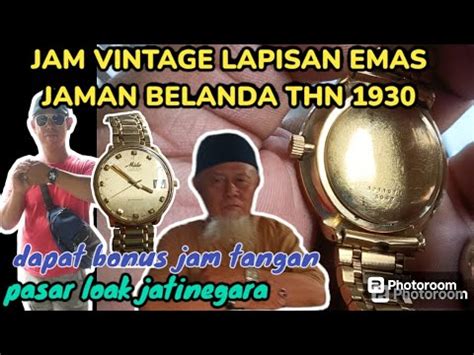 JAM VINTAGE LAPISAN EMAS
JAMAN BELANDA THN 1930
Mido
dapat bonus jam tangan
pasar loak jatinegara
Photoroom
Photoroom